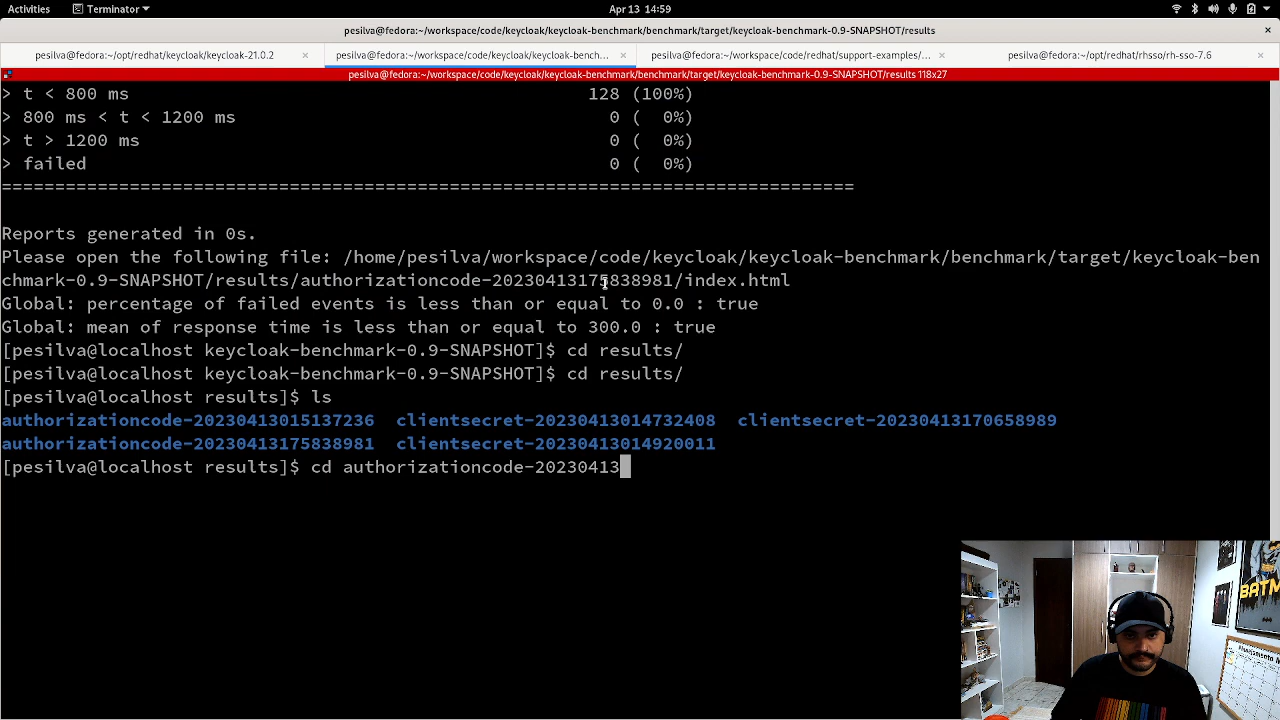 Activities
Terminator
Apr 13 14:59
pesilva@fedora:~/workspace/code/keycloak/keycloak-benchmark/benchmark/target/keycloak-benchmark-0.9-SNAPSHOT/results
pesilva@fedora:~/opt/redhat/keycloak/keycloak-21.0.2
pesilva@fedora:~/workspace/code/keycloak/keycloak-bench...
pesilva@fedora:~/workspace/code/redhat/support-examples/...
pesilva@fedora:~/opt/redhat/rhsso/rh-sso-7.6
pesilva@fedora:~/workspace/code/keycloak/keycloak-benchmark/benchmark/target/keycloak-benchmark-0.9-SNAPSHOT/results 118x27
> t < 800 ms 128 (100%)
> 800 ms < t < 1200 ms 0 ( 0%)
> t > 1200 ms 0 ( 0%)
> failed 0 ( 0%)
================================================================================
Reports generated in 0s.
Please open the following file: /home/pesilva/workspace/code/keycloak/keycloak-benchmark/benchmark/target/keycloak-ben
chmark-0.9-SNAPSHOT/results/authorizationcode-20230413175838981/index.html
Global: percentage of failed events is less than or equal to 0.0 : true
Global: mean of response time is less than or equal to 300.0 : true
[pesilva@localhost keycloak-benchmark-0.9-SNAPSHOT]$ cd results/
[pesilva@localhost keycloak-benchmark-0.9-SNAPSHOT]$ cd results/
[pesilva@localhost results]$ ls
authorizationcode-20230413015137236 clientsecret-20230413014732408 clientsecret-20230413170658989
authorizationcode-20230413175838981 clientsecret-20230413014920011
[pesilva@localhost results]$ cd authorizationcode-20230413
BATM